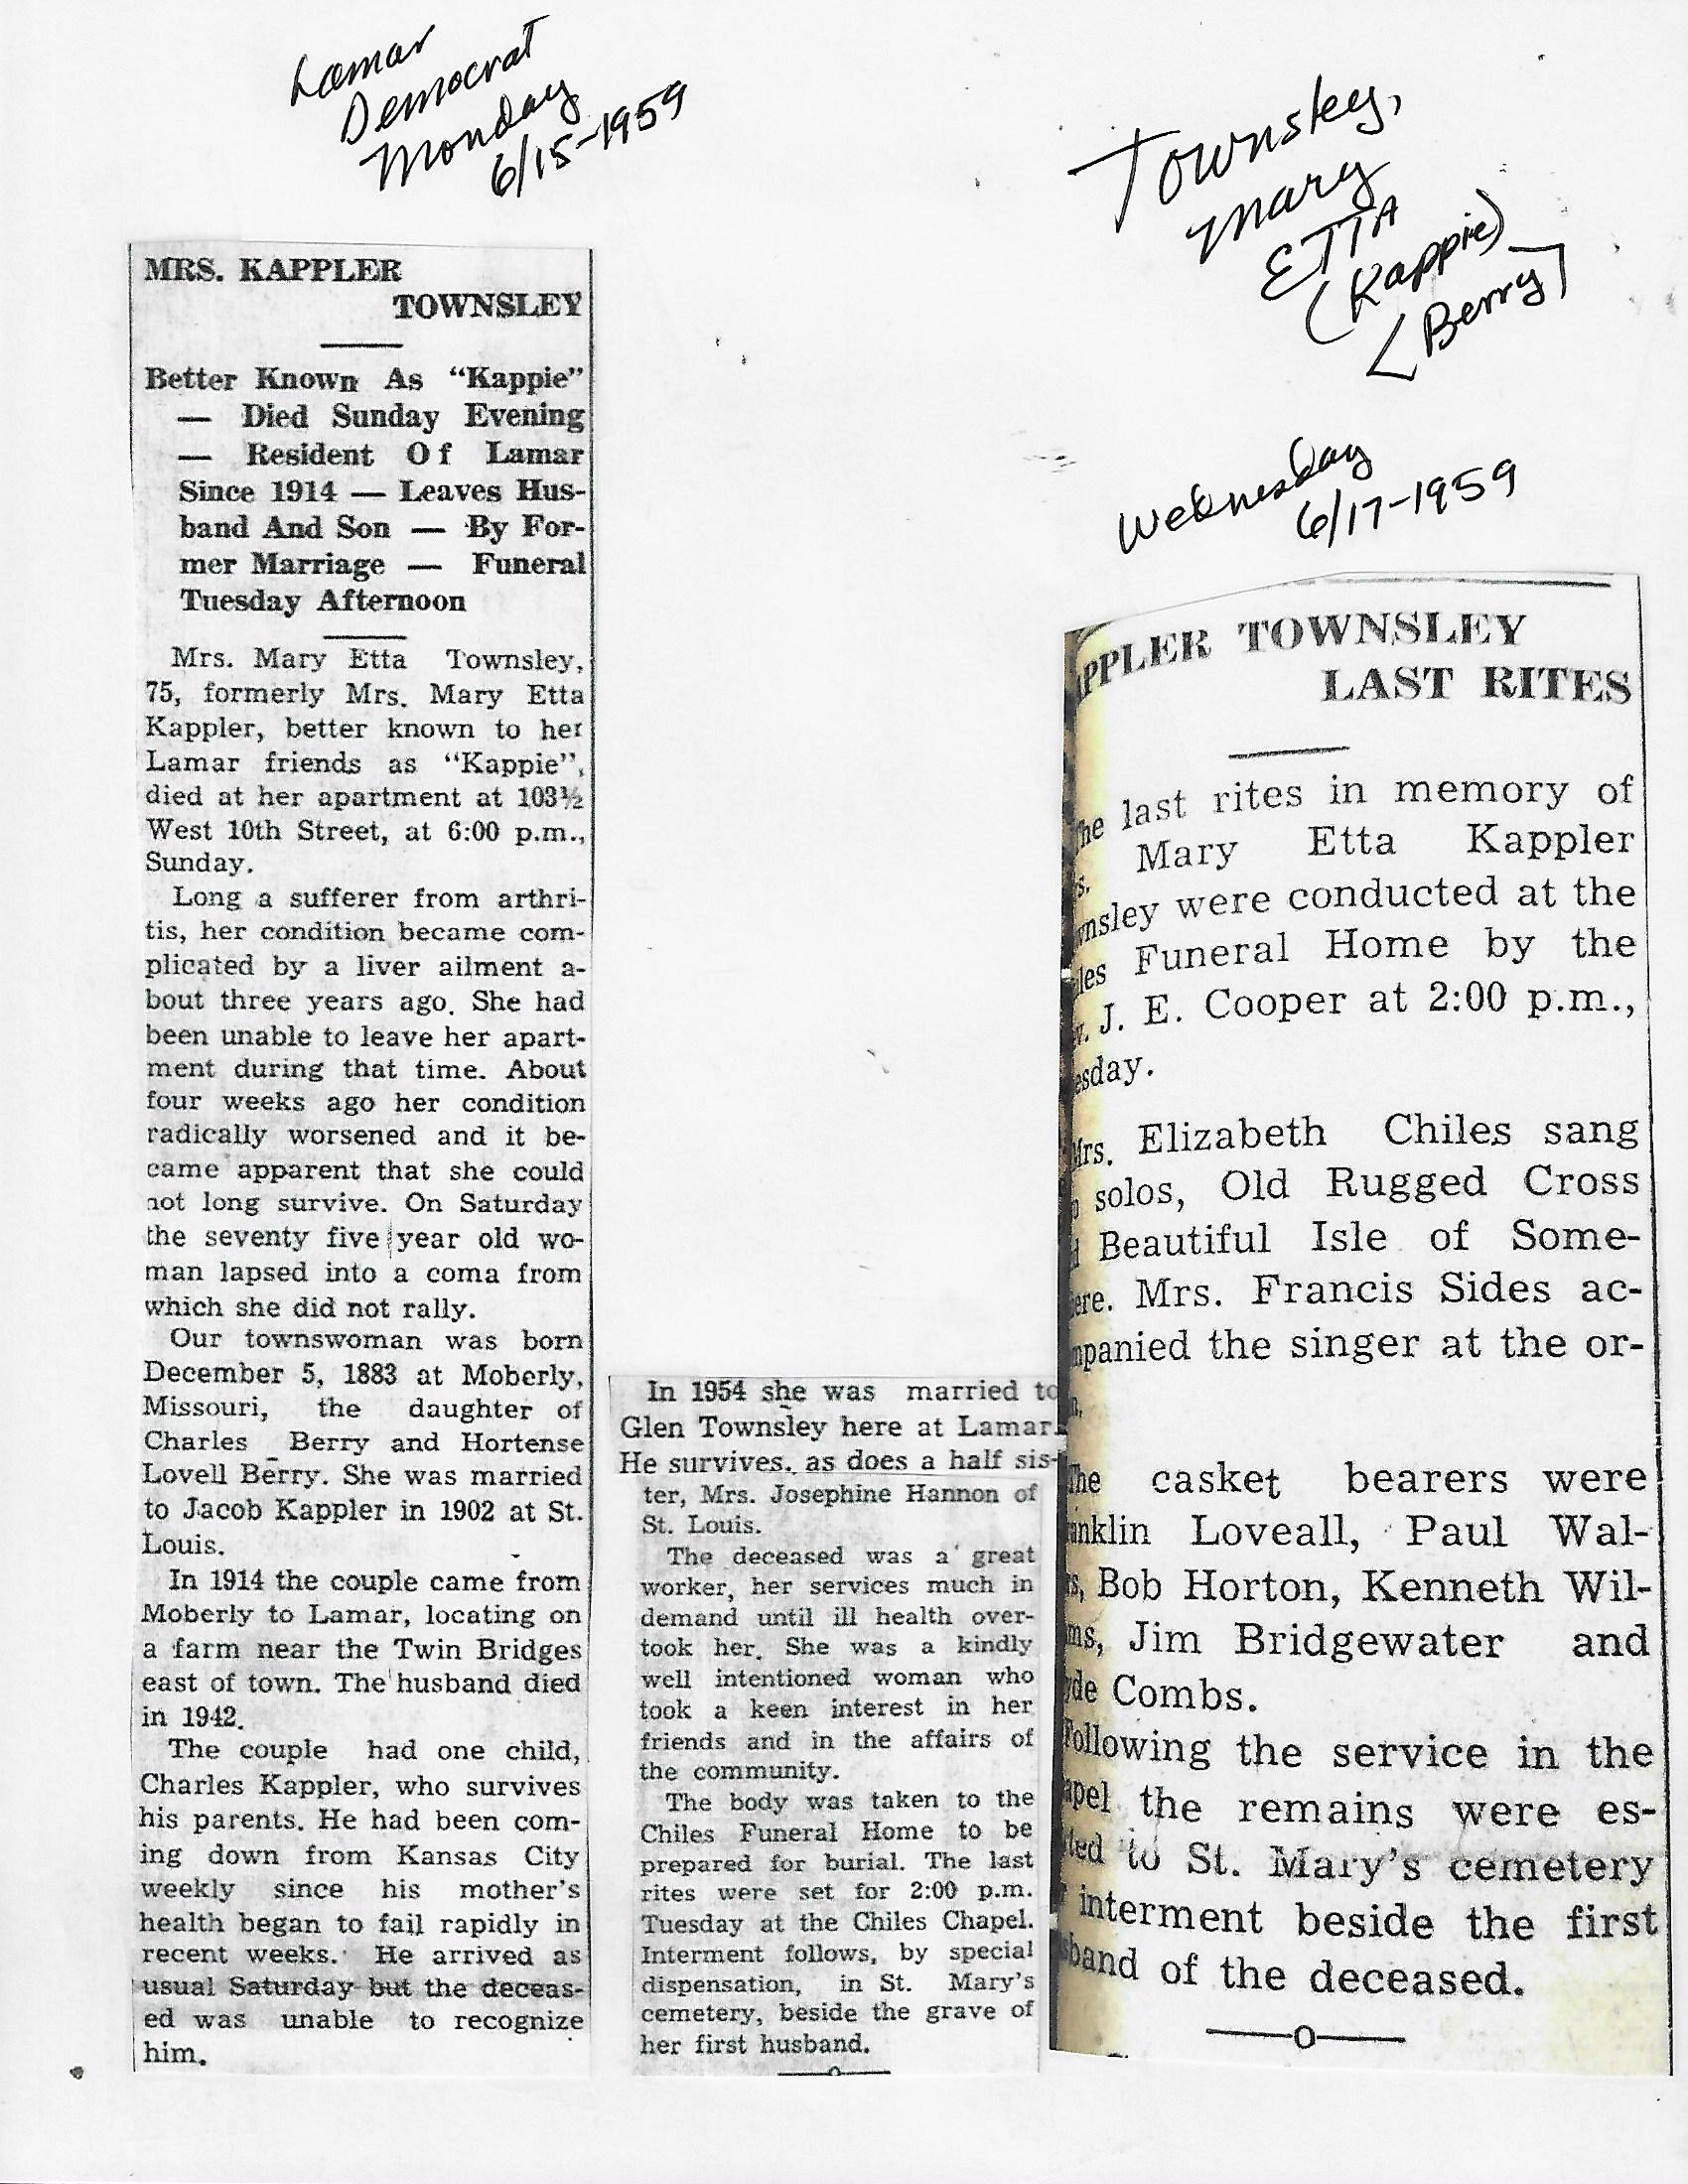 Lamar
Democrat
Monday
6/15-1959
Townsley,
Mary
ETTA
(Kappie)
[Berry]
MRS. KAPPLER
TOWNSLEY
Better Known As "Kappie"
— Died Sunday Evening
— Resident Of Lamar
Since 1914 — Leaves Hus-
band And Son — By For-
mer Marriage — Funeral
Tuesday Afternoon
Mrs. Mary Etta Townsley,
75, formerly Mrs. Mary Etta
Kappler, better known to her
Lamar friends as "Kappie",
died at her apartment at 103½
West 10th Street, at 6:00 p.m.,
Sunday.
Long a sufferer from arthri-
tis, her condition became com-
plicated by a liver ailment a-
bout three years ago. She had
been unable to leave her apart-
ment during that time. About
four weeks ago her condition
radically worsened and it be-
came apparent that she could
not long survive. On Saturday
the seventy five year old wo-
man lapsed into a coma from
which she did not rally.
Our townswoman was born
December 5, 1883 at Moberly,
Missouri, the daughter of
Charles Berry and Hortense
Lovell Berry. She was married
to Jacob Kappler in 1902 at St.
Louis.
In 1914 the couple came from
Moberly to Lamar, locating on
a farm near the Twin Bridges
east of town. The husband died
in 1942.
The couple had one child,
Charles Kappler, who survives
his parents. He had been com-
ing down from Kansas City
weekly since his mother's
health began to fail rapidly in
recent weeks. He arrived as
usual Saturday but the deceas-
ed was unable to recognize
him.
In 1954 she was married to
Glen Townsley here at Lamar.
He survives, as does a half sis-
ter, Mrs. Josephine Hannon of
St. Louis.
The deceased was a great
worker, her services much in
demand until ill health over-
took her. She was a kindly
well intentioned woman who
took a keen interest in her
friends and in the affairs of
the community.
The body was taken to the
Chiles Funeral Home to be
prepared for burial. The last
rites were set for 2:00 p.m.
Tuesday at the Chiles Chapel.
Interment follows, by special
dispensation, in St. Mary's
cemetery, beside the grave of
her first husband.
Wednesday
6/17-1959
APPLER TOWNSLEY
LAST RITES
he last rites in memory of
s. Mary Etta Kappler
wnsley were conducted at the
les Funeral Home by the
v. J. E. Cooper at 2:00 p.m.,
esday.
Mrs. Elizabeth Chiles sang
o solos, Old Rugged Cross
d Beautiful Isle of Some-
ere. Mrs. Francis Sides ac-
mpanied the singer at the or-
n.
The casket bearers were
anklin Loveall, Paul Wal-
s, Bob Horton, Kenneth Wil-
ms, Jim Bridgewater and
yde Combs.
Following the service in the
apel the remains were es-
ted to St. Mary's cemetery
interment beside the first
sband of the deceased.